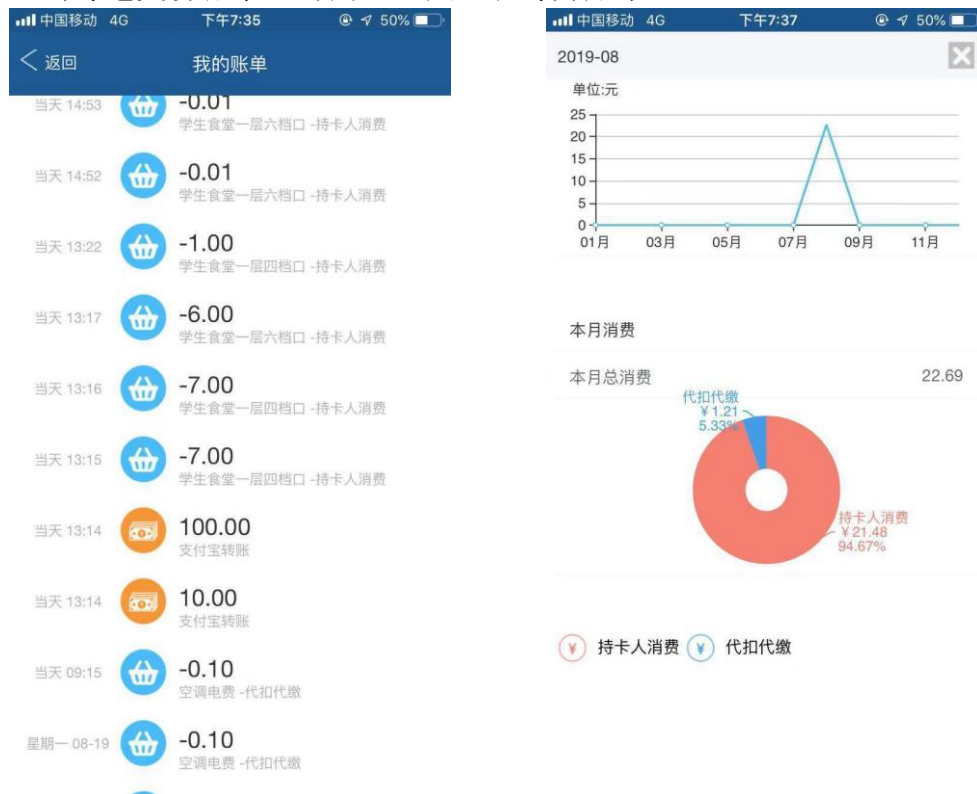 中国移动 4G 下午7:35 50%
返回 我的账单
当天 14:53 -0.01
学生食堂一层六档口 -持卡人消费
当天 14:52 -0.01
学生食堂一层六档口 -持卡人消费
当天 13:22 -1.00
学生食堂一层四档口 -持卡人消费
当天 13:17 -6.00
学生食堂一层六档口 -持卡人消费
当天 13:16 -7.00
学生食堂一层四档口 -持卡人消费
当天 13:15 -7.00
学生食堂一层四档口 -持卡人消费
当天 13:14 100.00
支付宝转账
当天 13:14 10.00
支付宝转账
当天 09:15 -0.10
空调电费 -代扣代缴
星期一 08-19 -0.10
空调电费 -代扣代缴
中国移动 4G 下午7:37 50%
2019-08
单位:元
25
20
15
10
5
0
01月 03月 05月 07月 09月 11月
本月消费
本月总消费 22.69
代扣代缴
¥1.21
5.33%
持卡人消费
¥21.48
94.67%
¥ 持卡人消费 ¥ 代扣代缴